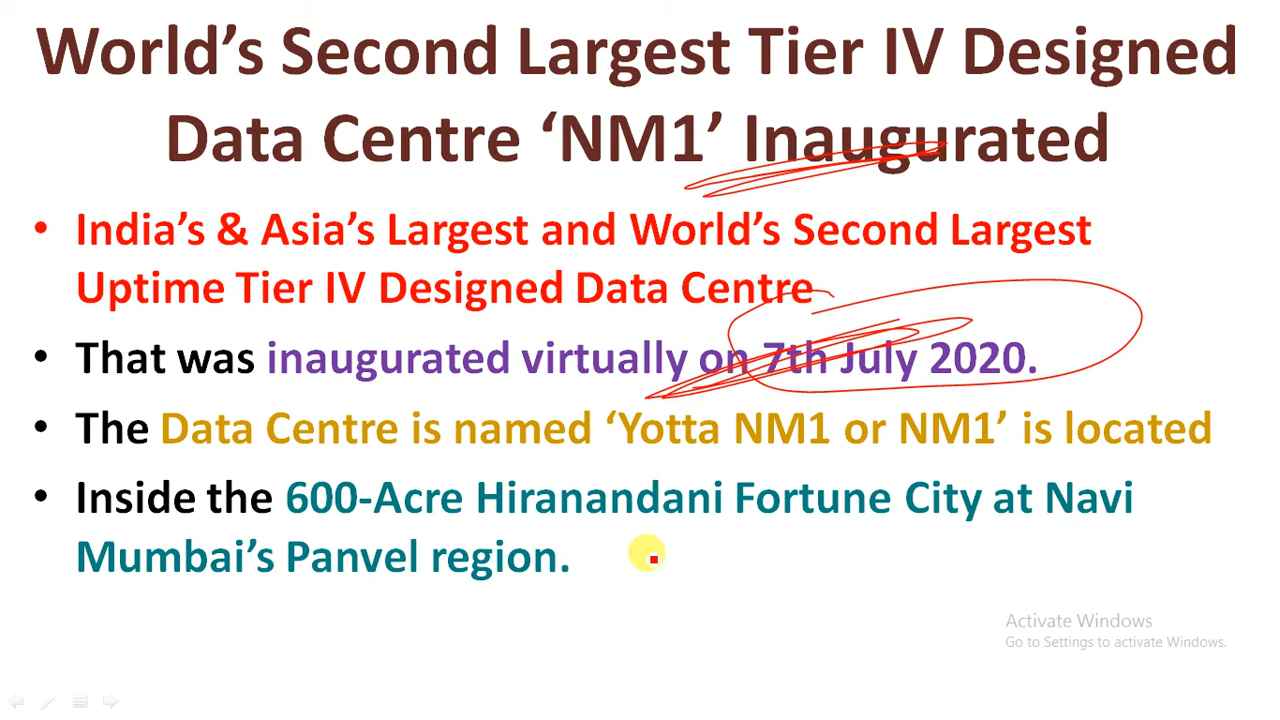 World’s Second Largest Tier IV Designed
Data Centre ‘NM1’ Inaugurated
• India’s & Asia’s Largest and World’s Second Largest
Uptime Tier IV Designed Data Centre
• That was inaugurated virtually on 7th July 2020.
• The Data Centre is named ‘Yotta NM1 or NM1’ is located
• Inside the 600-Acre Hiranandani Fortune City at Navi
Mumbai’s Panvel region.
Activate Windows
Go to Settings to activate Windows.